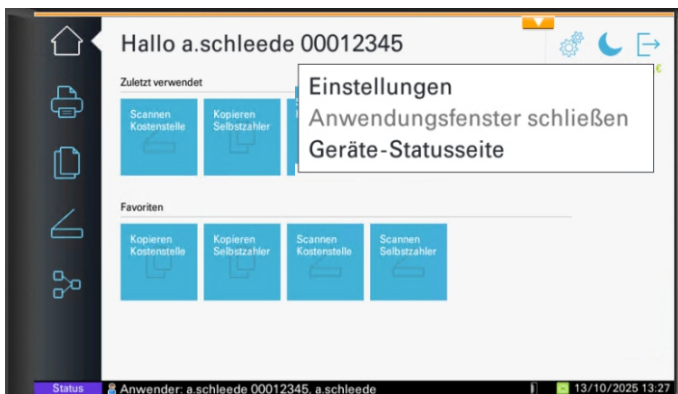 Hallo a.schleede 00012345
€
Zuletzt verwendet
Einstellungen
Anwendungsfenster schließen
Geräte-Statusseite
Scannen
Kostenstelle
Kopieren
Selbstzahler
Favoriten
Kopieren
Kostenstelle
Kopieren
Selbstzahler
Scannen
Kostenstelle
Scannen
Selbstzahler
Status
Anwender: a.schleede 00012345, a.schleede
13/10/2025 13:27